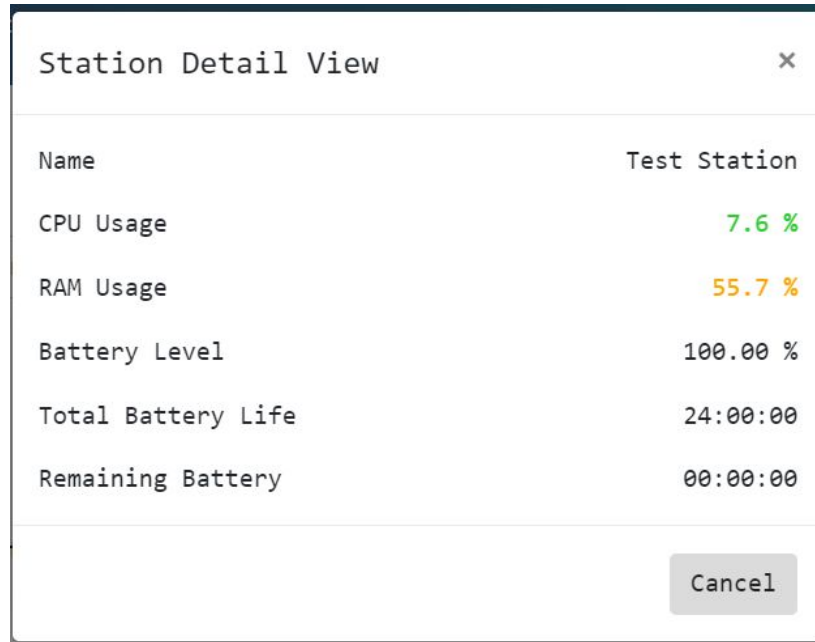 Station Detail View ×
Name Test Station
CPU Usage 7.6 %
RAM Usage 55.7 %
Battery Level 100.00 %
Total Battery Life 24:00:00
Remaining Battery 00:00:00
Cancel